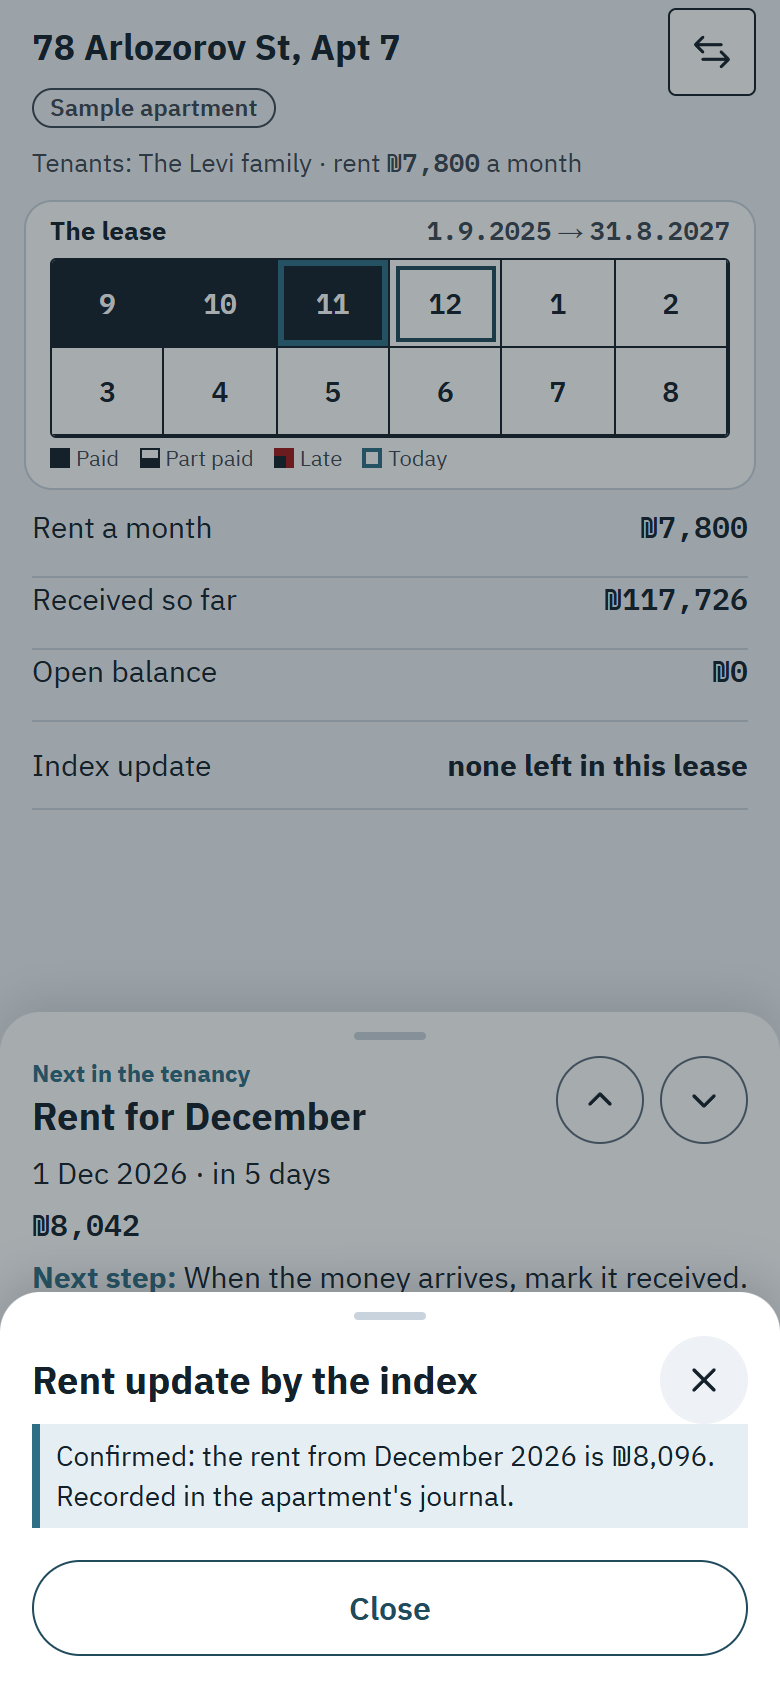 78 Arlozorov St, Apt 7
Sample apartment
Tenants: The Levi family · rent ₪7,800 a month
The lease 1.9.2025 → 31.8.2027
9 10 11 12 1 2
3 4 5 6 7 8
Paid Part paid Late Today
Rent a month ₪7,800
Received so far ₪117,726
Open balance ₪0
Index update none left in this lease
Next in the tenancy
Rent for December
1 Dec 2026 · in 5 days
₪8,042
Next step: When the money arrives, mark it received.
Rent update by the index
Confirmed: the rent from December 2026 is ₪8,096.
Recorded in the apartment's journal.
Close